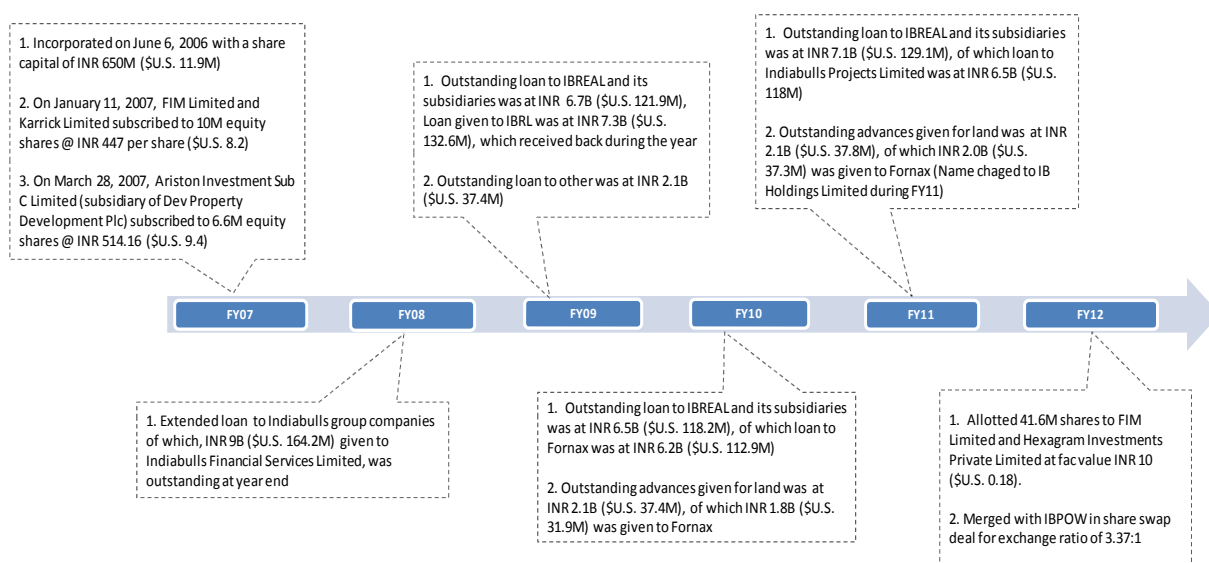 1. Incorporated on June 6, 2006 with a share
capital of INR 650M ($U.S. 11.9M)
2. On January 11, 2007, FIM Limited and
Karrick Limited subscribed to 10M equity
shares @ INR 447 per share ($U.S. 8.2)
3. On March 28, 2007, Ariston Investment Sub
C Limited (subsidiary of Dev Property
Development Plc) subscribed to 6.6M equity
shares @ INR 514.16 ($U.S. 9.4)
1. Outstanding loan to IBREAL and its
subsidiaries was at INR 6.7B ($U.S. 121.9M),
Loan given to IBRL was at INR 7.3B ($U.S.
132.6M), which received back during the year
2. Outstanding loan to other was at INR 2.1B
($U.S. 37.4M)
1. Outstanding loan to IBREAL and its subsidiaries
was at INR 7.1B ($U.S. 129.1M), of which loan to
Indiabulls Projects Limited was at INR 6.5B ($U.S.
118M)
2. Outstanding advances given for land was at INR
2.1B ($U.S. 37.8M), of which INR 2.0B ($U.S.
37.3M) was given to Fornax (Name chaged to IB
Holdings Limited during FY11)
FY07
FY08
FY09
FY10
FY11
FY12
1. Extended loan to Indiabulls group companies
of which, INR 9B ($U.S. 164.2M) given to
Indiabulls Financial Services Limited, was
outstanding at year end
1. Outstanding loan to IBREAL and its subsidiaries
was at INR 6.5B ($U.S. 118.2M), of which loan to
Fornax was at INR 6.2B ($U.S. 112.9M)
2. Outstanding advances given for land was at
INR 2.1B ($U.S. 37.4M), of which INR 1.8B ($U.S.
31.9M) was given to Fornax
1. Allotted 41.6M shares to FIM
Limited and Hexagram Investments
Private Limited at fac value INR 10
($U.S. 0.18).
2. Merged with IBPOW in share swap
deal for exchange ratio of 3.37:1